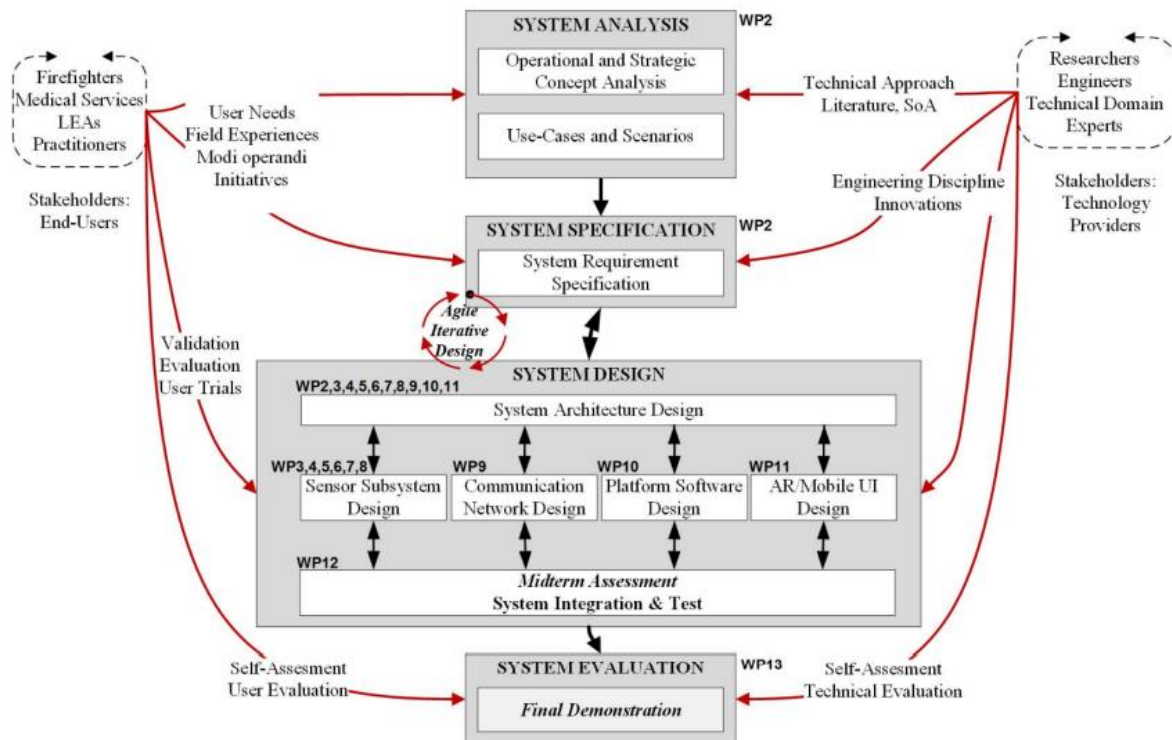 SYSTEM ANALYSIS
WP2
Operational and Strategic
Concept Analysis
Use-Cases and Scenarios
Firefighters
Medical Services
LEAs
Practitioners
Stakeholders:
End-Users
User Needs
Field Experiences
Modi operandi
Initiatives
Technical Approach
Literature, SoA
Researchers
Engineers
Technical Domain
Experts
Stakeholders:
Technology
Providers
Engineering Discipline
Innovations
SYSTEM SPECIFICATION
WP2
System Requirement
Specification
Agile
Iterative
Design
Validation
Evaluation
User Trials
SYSTEM DESIGN
WP2,3,4,5,6,7,8,9,10,11
System Architecture Design
WP3,4,5,6,7,8
Sensor Subsystem
Design
WP9
Communication
Network Design
WP10
Platform Software
Design
WP11
AR/Mobile UI
Design
WP12
Midterm Assessment
System Integration & Test
SYSTEM EVALUATION
WP13
Final Demonstration
Self-Assesment
User Evaluation
Self-Assesment
Technical Evaluation